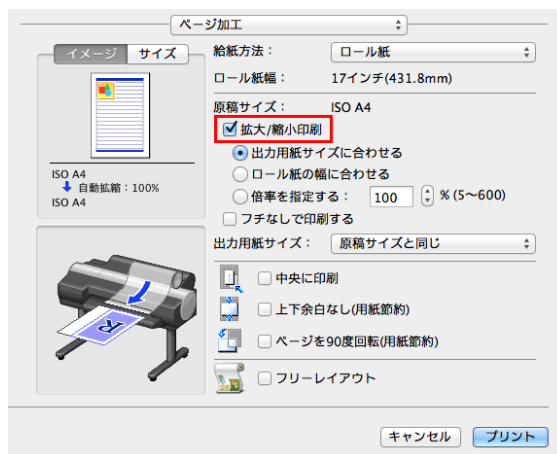 ページ加工
イメージ サイズ
給紙方法： ロール紙
ロール紙幅： 17インチ(431.8mm)
原稿サイズ： ISO A4
拡大/縮小印刷
出力用紙サイズに合わせる
ロール紙の幅に合わせる
倍率を指定する： 100 % (5～600)
フチなしで印刷する
ISO A4
自動拡縮：100%
ISO A4
出力用紙サイズ： 原稿サイズと同じ
中央に印刷
上下余白なし(用紙節約)
ページを90度回転(用紙節約)
フリーレイアウト
R
キャンセル プリント